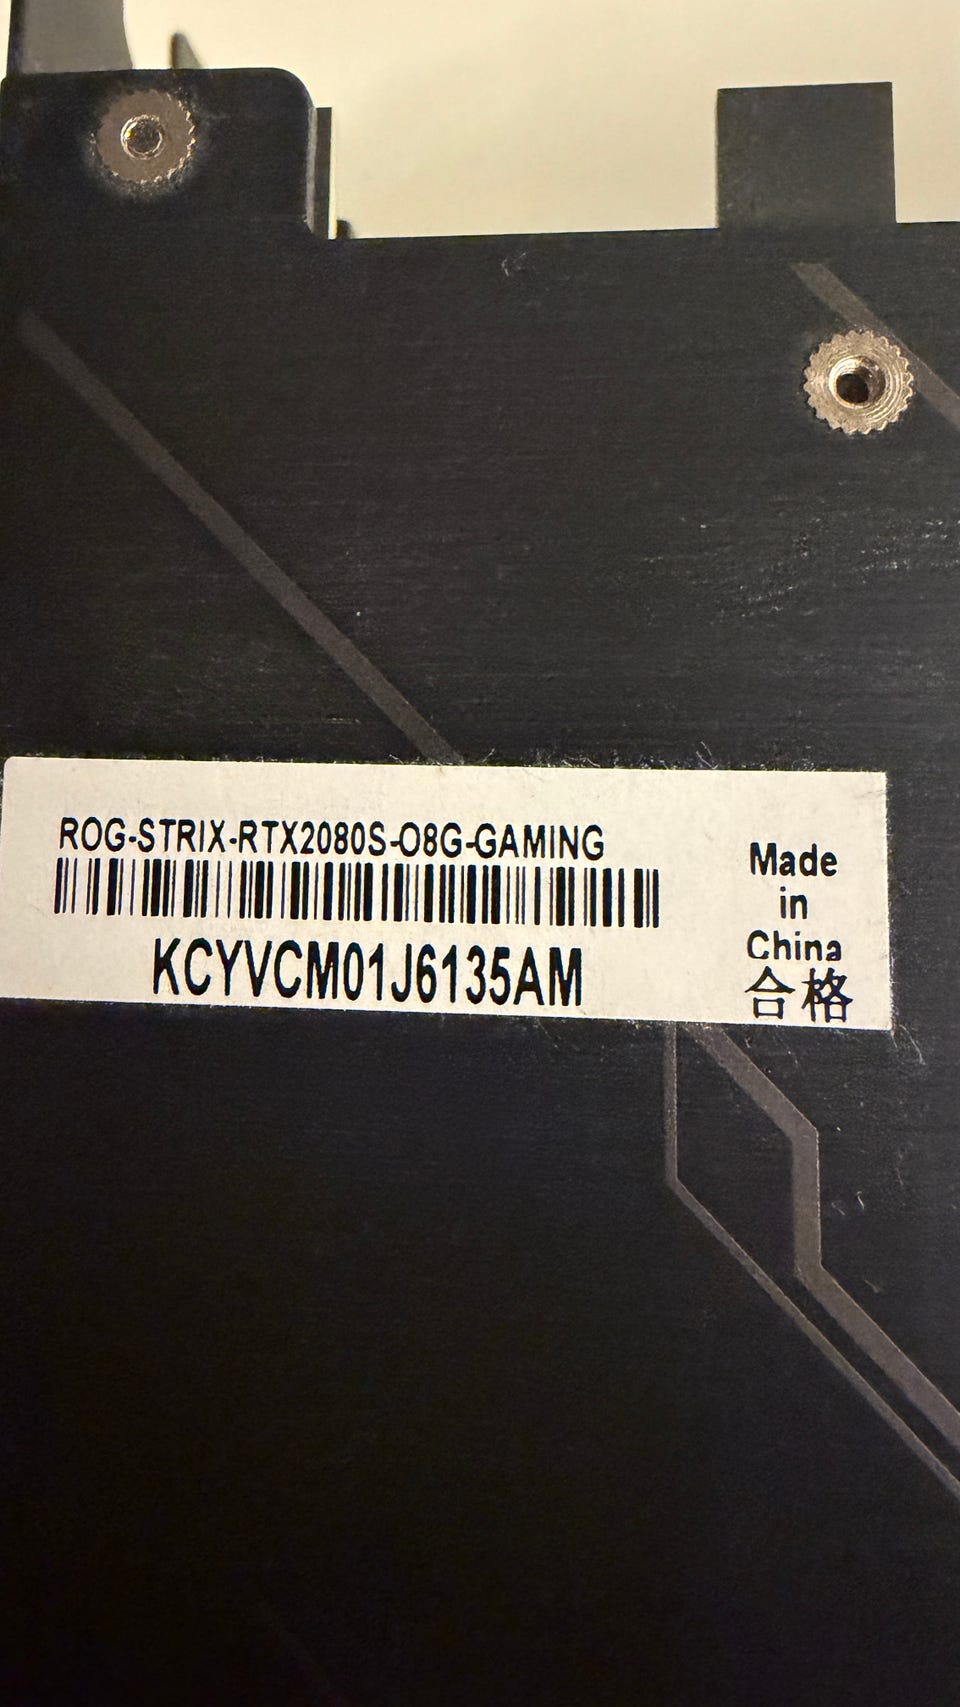 ROG-STRIX-RTX2080S-O8G-GAMING
KCYVCM01J6135AM
Made
in
China
合格